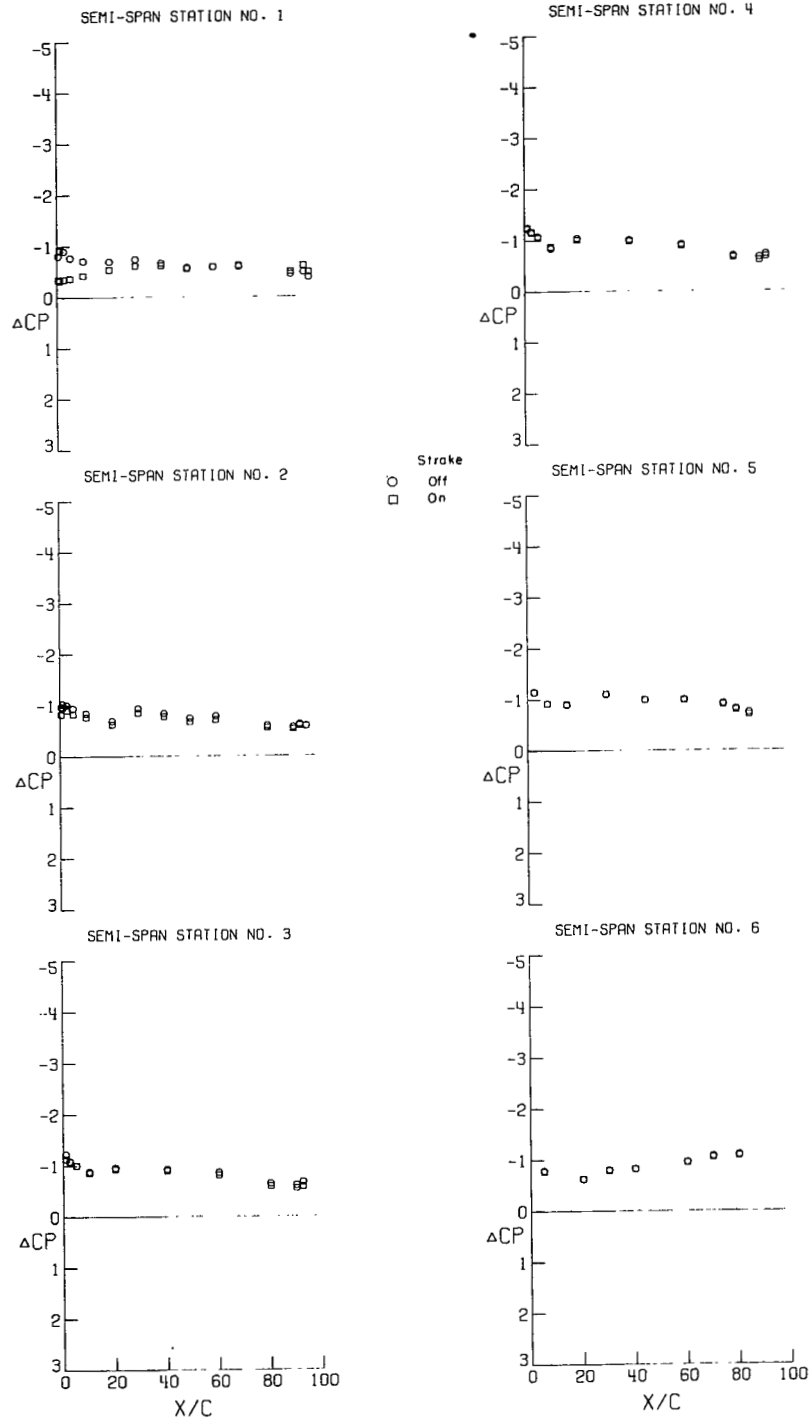 SEMI-SPAN STATION NO. 1
-5
-4
-3
-2
-1
0
ΔCP
1
2
3
SEMI-SPAN STATION NO. 2
-5
-4
-3
-2
-1
0
ΔCP
1
2
3
SEMI-SPAN STATION NO. 3
-5
-4
-3
-2
-1
0
ΔCP
1
2
3
0 20 40 60 80 100
X/C
Strake
Off
On
SEMI-SPAN STATION NO. 4
-5
-4
-3
-2
-1
0
ΔCP
1
2
3
SEMI-SPAN STATION NO. 5
-5
-4
-3
-2
-1
0
ΔCP
1
2
3
SEMI-SPAN STATION NO. 6
-5
-4
-3
-2
-1
0
ΔCP
1
2
3
0 20 40 60 80 100
X/C